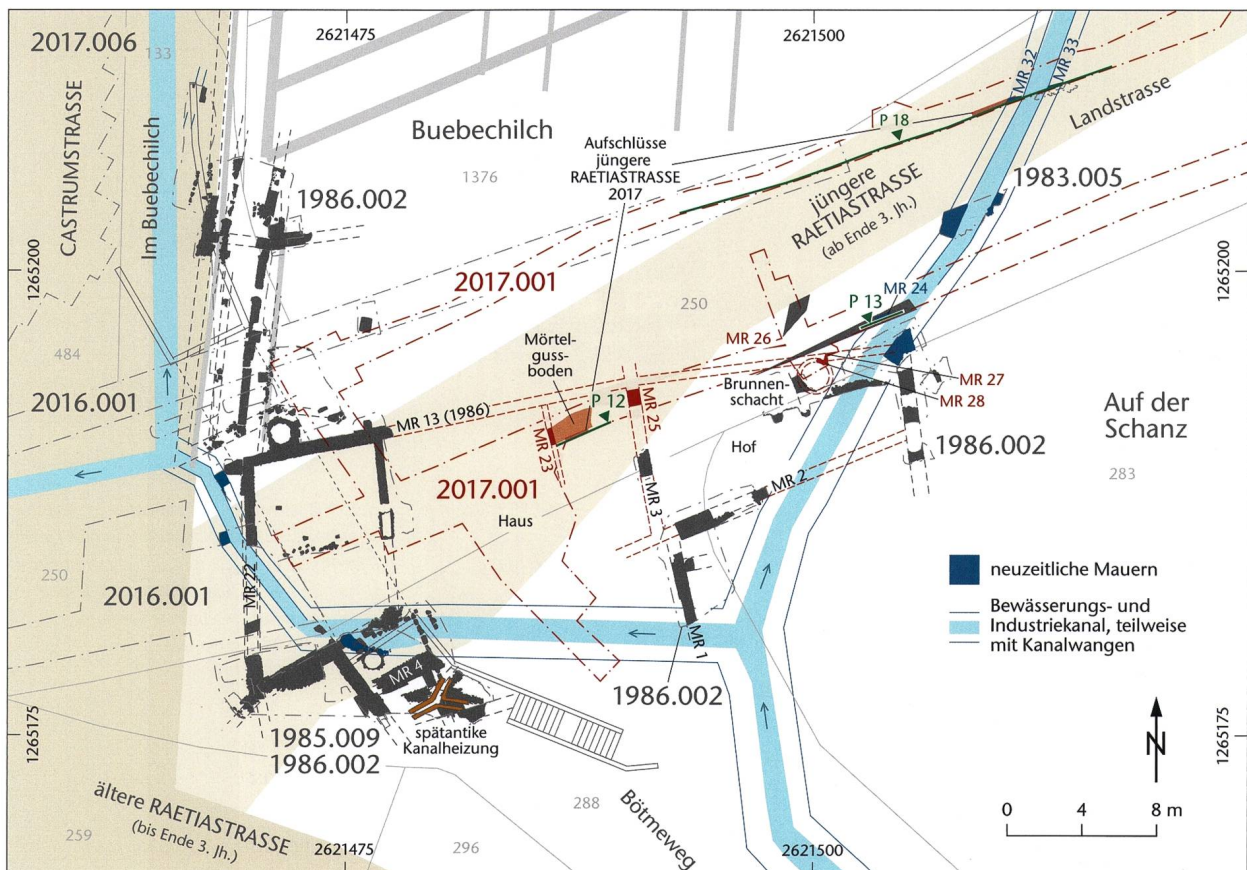 2017.006
133
2621475
2621500
CASTRUMSTRASSE
Im Buebechilch
Buebechilch
1376
1986.002
Aufschlüsse
jüngere
RAETIASTRASSE
2017
P 18
MR 32
MR 33
Landstrasse
1983.005
jüngere
RAETIASTRASSE
(ab Ende 3. Jh.)
1265200
1265200
2017.001
250
MR 24
P 13
484
Mörtel-
guss-
boden
MR 26
Brunnen-
schacht
MR 27
MR 28
2016.001
MR 13 (1986)
P 12
MR 25
MR 23
Hof
1986.002
Auf der
Schanz
283
2017.001
Haus
MR 3
MR 2
250
2016.001
MR 22
MR 1
neuzeitliche Mauern
Bewässerungs- und
Industriekanal, teilweise
mit Kanalwangen
MR 4
1986.002
1985.009
1986.002
spätantike
Kanalheizung
1265175
1265175
N
ältere RAETIASTRASSE
(bis Ende 3. Jh.)
259
288
296
Bötmeweg
0
8 m
2621475
2621500